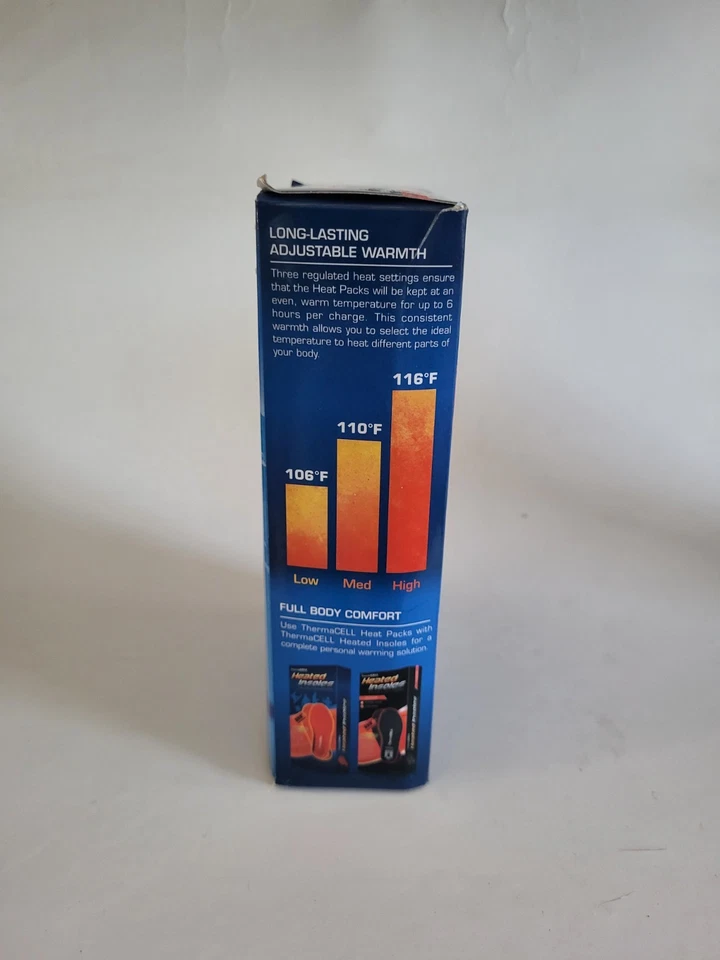 LONG-LASTING
ADJUSTABLE WARMTH
Three regulated heat settings ensure
that the Heat Packs will be kept at an
even, warm temperature for up to 6
hours per charge. This consistent
warmth allows you to select the ideal
temperature to heat different parts of
your body.
116°F
110°F
106°F
Low Med High
FULL BODY COMFORT
Use ThermaCELL Heat Packs with
ThermaCELL Heated Insoles for a
complete personal warming solution.
Heated
Insoles
Heated
Insoles